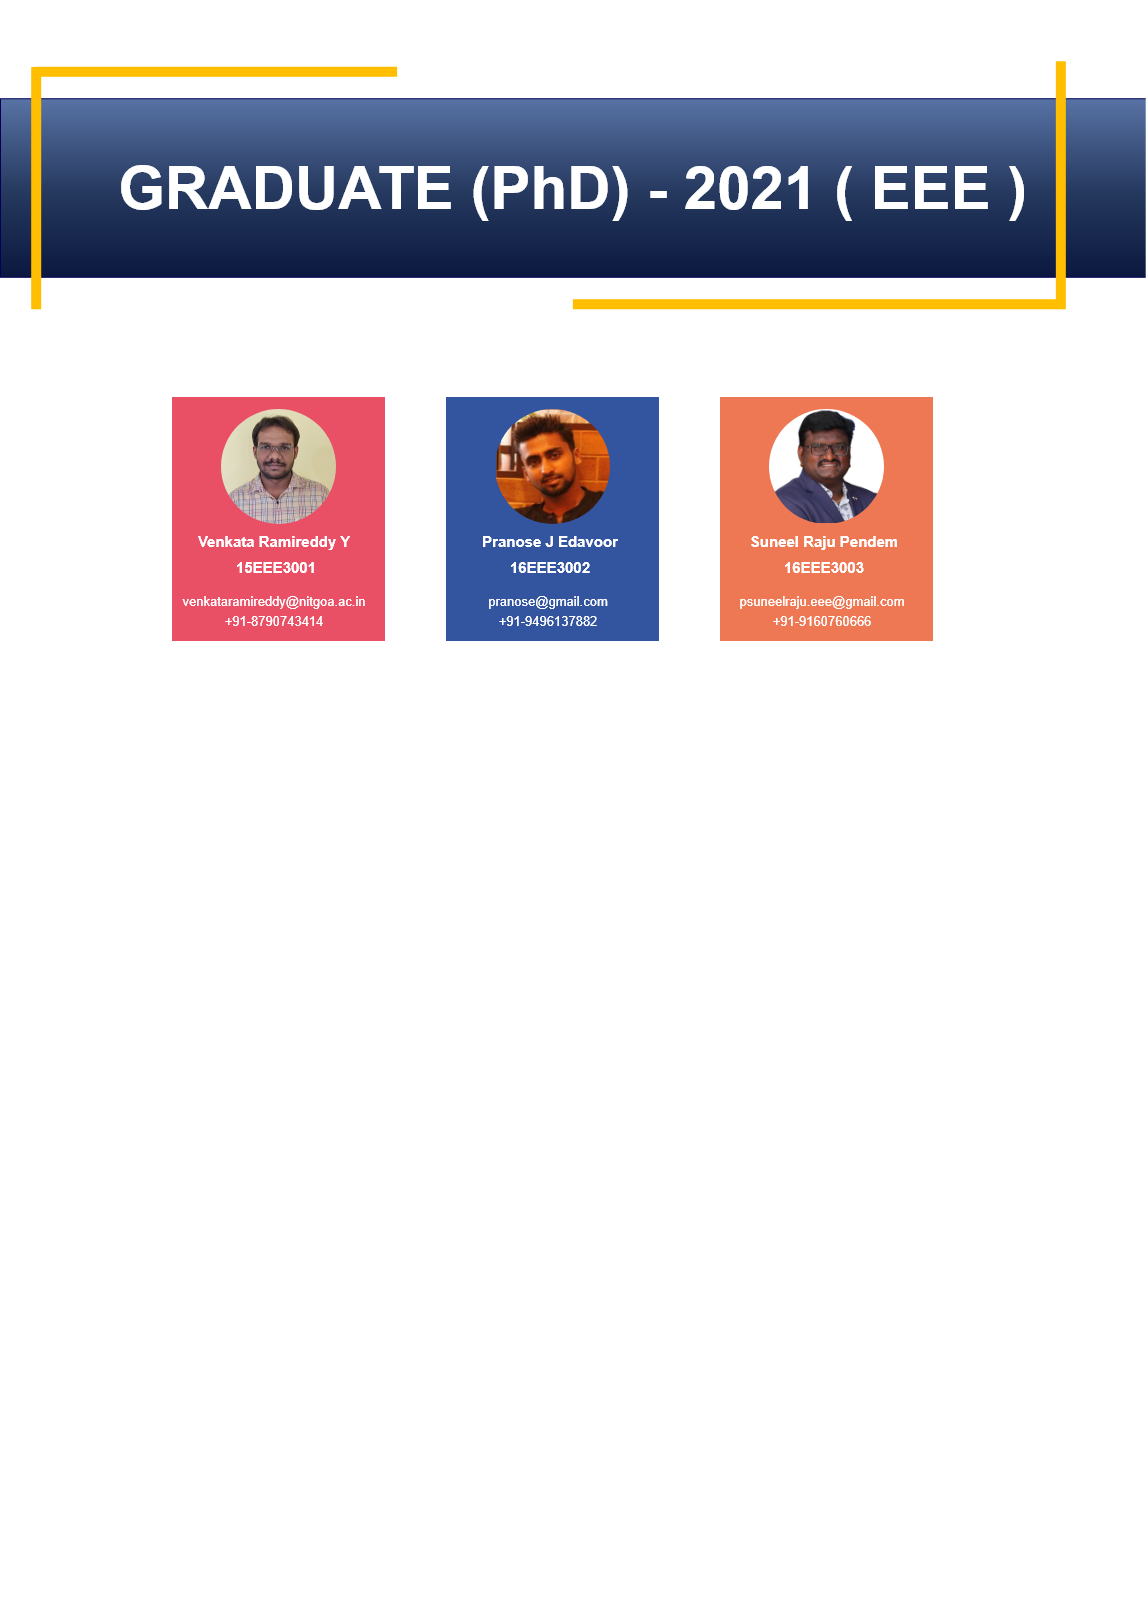 GRADUATE (PhD) - 2021 ( EEE )
Venkata Ramireddy Y
15EEE3001
venkataramireddy@nitgoa.ac.in
+91-8790743414
Pranose J Edavoor
16EEE3002
pranose@gmail.com
+91-9496137882
Suneel Raju Pendem
16EEE3003
psuneelraju.eee@gmail.com
+91-9160760666